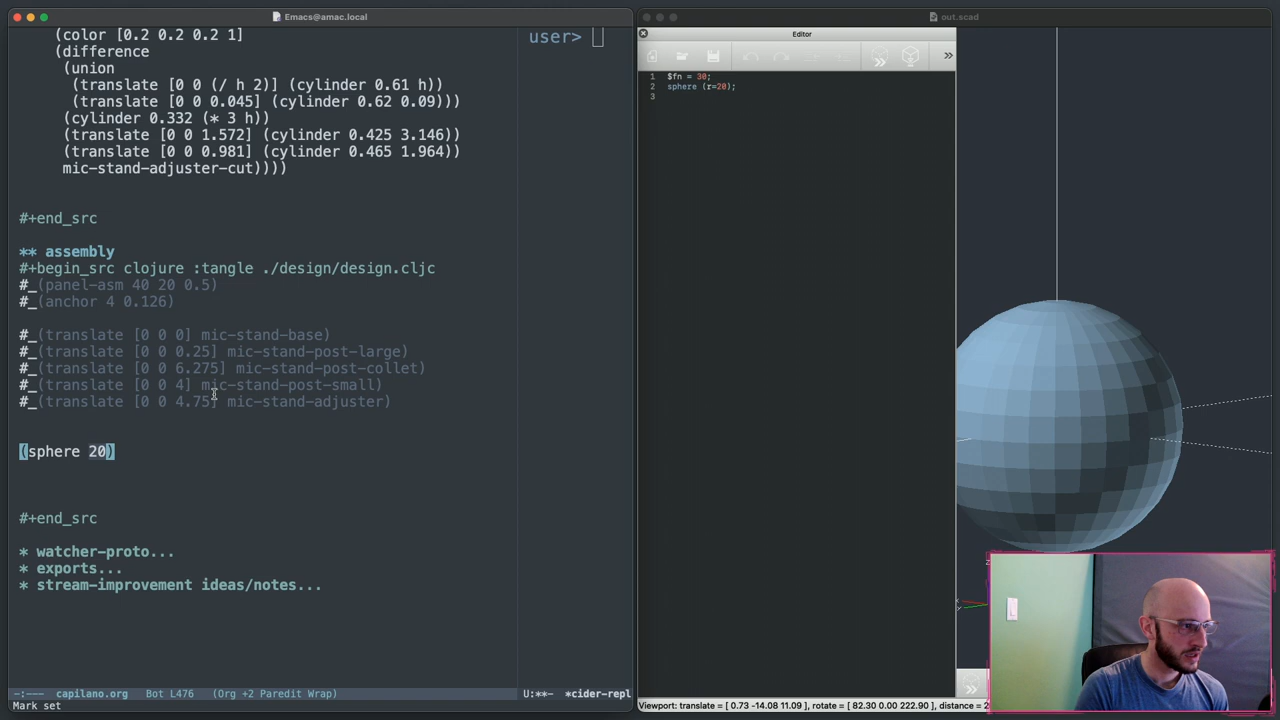 Emacs@amac.local
(color [0.2 0.2 0.2 1]
(difference
(union
(translate [0 0 (/ h 2)] (cylinder 0.61 h))
(translate [0 0 0.045] (cylinder 0.62 0.09)))
(cylinder 0.332 (* 3 h))
(translate [0 0 1.572] (cylinder 0.425 3.146))
(translate [0 0 0.981] (cylinder 0.465 1.964))
mic-stand-adjuster-cut))))
#+end_src
** assembly
#+begin_src clojure :tangle ./design/design.cljc
#_(panel-asm 40 20 0.5)
#_(anchor 4 0.126)
#_(translate [0 0 0] mic-stand-base)
#_(translate [0 0 0.25] mic-stand-post-large)
#_(translate [0 0 6.275] mic-stand-post-collet)
#_(translate [0 0 4] mic-stand-post-small)
#_(translate [0 0 4.75] mic-stand-adjuster)
(sphere 20)
#+end_src
* watcher-proto...
* exports...
* stream-improvement ideas/notes...
-:--- capilano.org Bot L476 (Org +2 Paredit Wrap)
Mark set
user>
U:**- *cider-repl
out.scad
Editor
1 $fn = 30;
2 sphere (r=20);
3
Viewport: translate = [ 0.73 -14.08 11.09 ], rotate = [ 82.30 0.00 222.90 ], distance = 2